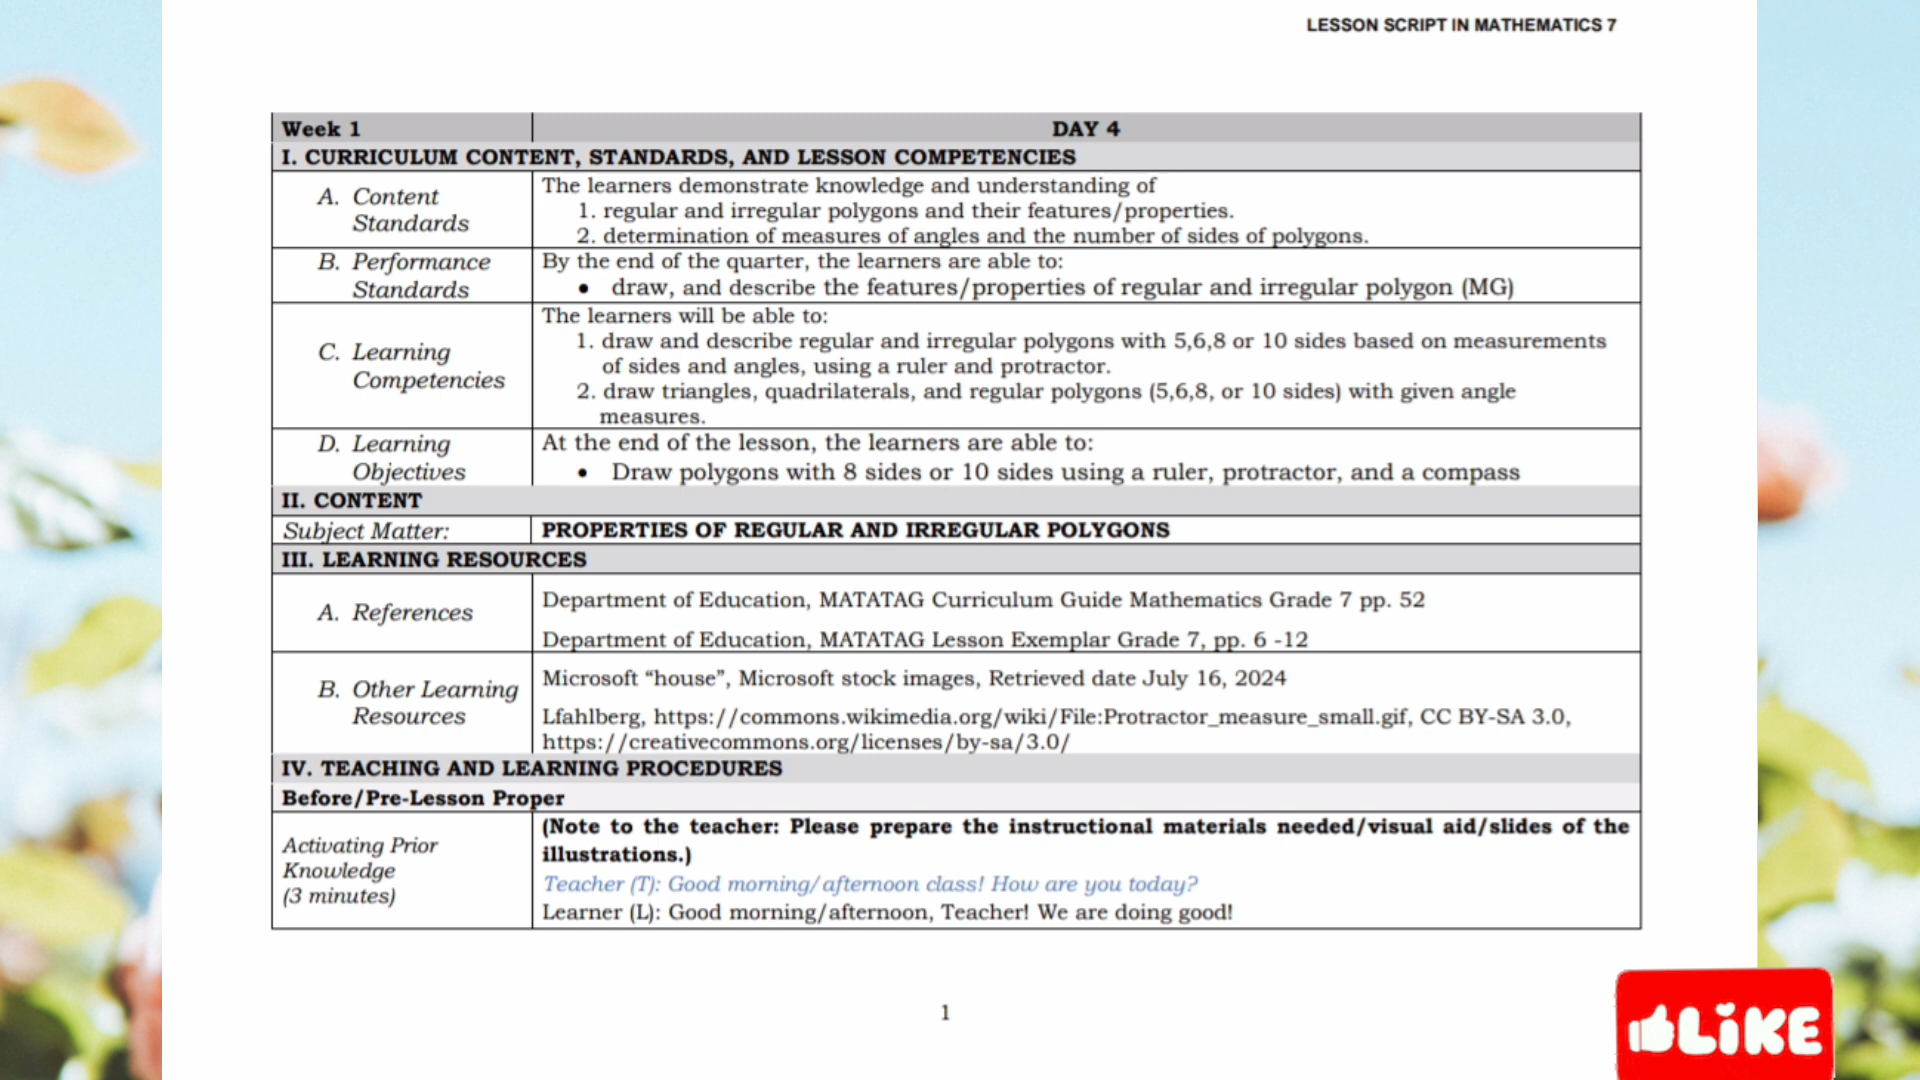 LESSON SCRIPT IN MATHEMATICS 7
Week 1
DAY 4
I. CURRICULUM CONTENT, STANDARDS, AND LESSON COMPETENCIES
A. Content
Standards
The learners demonstrate knowledge and understanding of
1. regular and irregular polygons and their features/properties.
2. determination of measures of angles and the number of sides of polygons.
B. Performance
Standards
By the end of the quarter, the learners are able to:
• draw, and describe the features/properties of regular and irregular polygon (MG)
C. Learning
Competencies
The learners will be able to:
1. draw and describe regular and irregular polygons with 5,6,8 or 10 sides based on measurements
of sides and angles, using a ruler and protractor.
2. draw triangles, quadrilaterals, and regular polygons (5,6,8, or 10 sides) with given angle
measures.
D. Learning
Objectives
At the end of the lesson, the learners are able to:
• Draw polygons with 8 sides or 10 sides using a ruler, protractor, and a compass
II. CONTENT
Subject Matter:
PROPERTIES OF REGULAR AND IRREGULAR POLYGONS
III. LEARNING RESOURCES
A. References
Department of Education, MATATAG Curriculum Guide Mathematics Grade 7 pp. 52
Department of Education, MATATAG Lesson Exemplar Grade 7, pp. 6 -12
B. Other Learning
Resources
Microsoft “house”, Microsoft stock images, Retrieved date July 16, 2024
Lfahlberg, https://commons.wikimedia.org/wiki/File:Protractor_measure_small.gif, CC BY-SA 3.0,
https://creativecommons.org/licenses/by-sa/3.0/
IV. TEACHING AND LEARNING PROCEDURES
Before/Pre-Lesson Proper
Activating Prior
Knowledge
(3 minutes)
(Note to the teacher: Please prepare the instructional materials needed/visual aid/slides of the
illustrations.)
Teacher (T): Good morning/afternoon class! How are you today?
Learner (L): Good morning/afternoon, Teacher! We are doing good!
1
LiKE